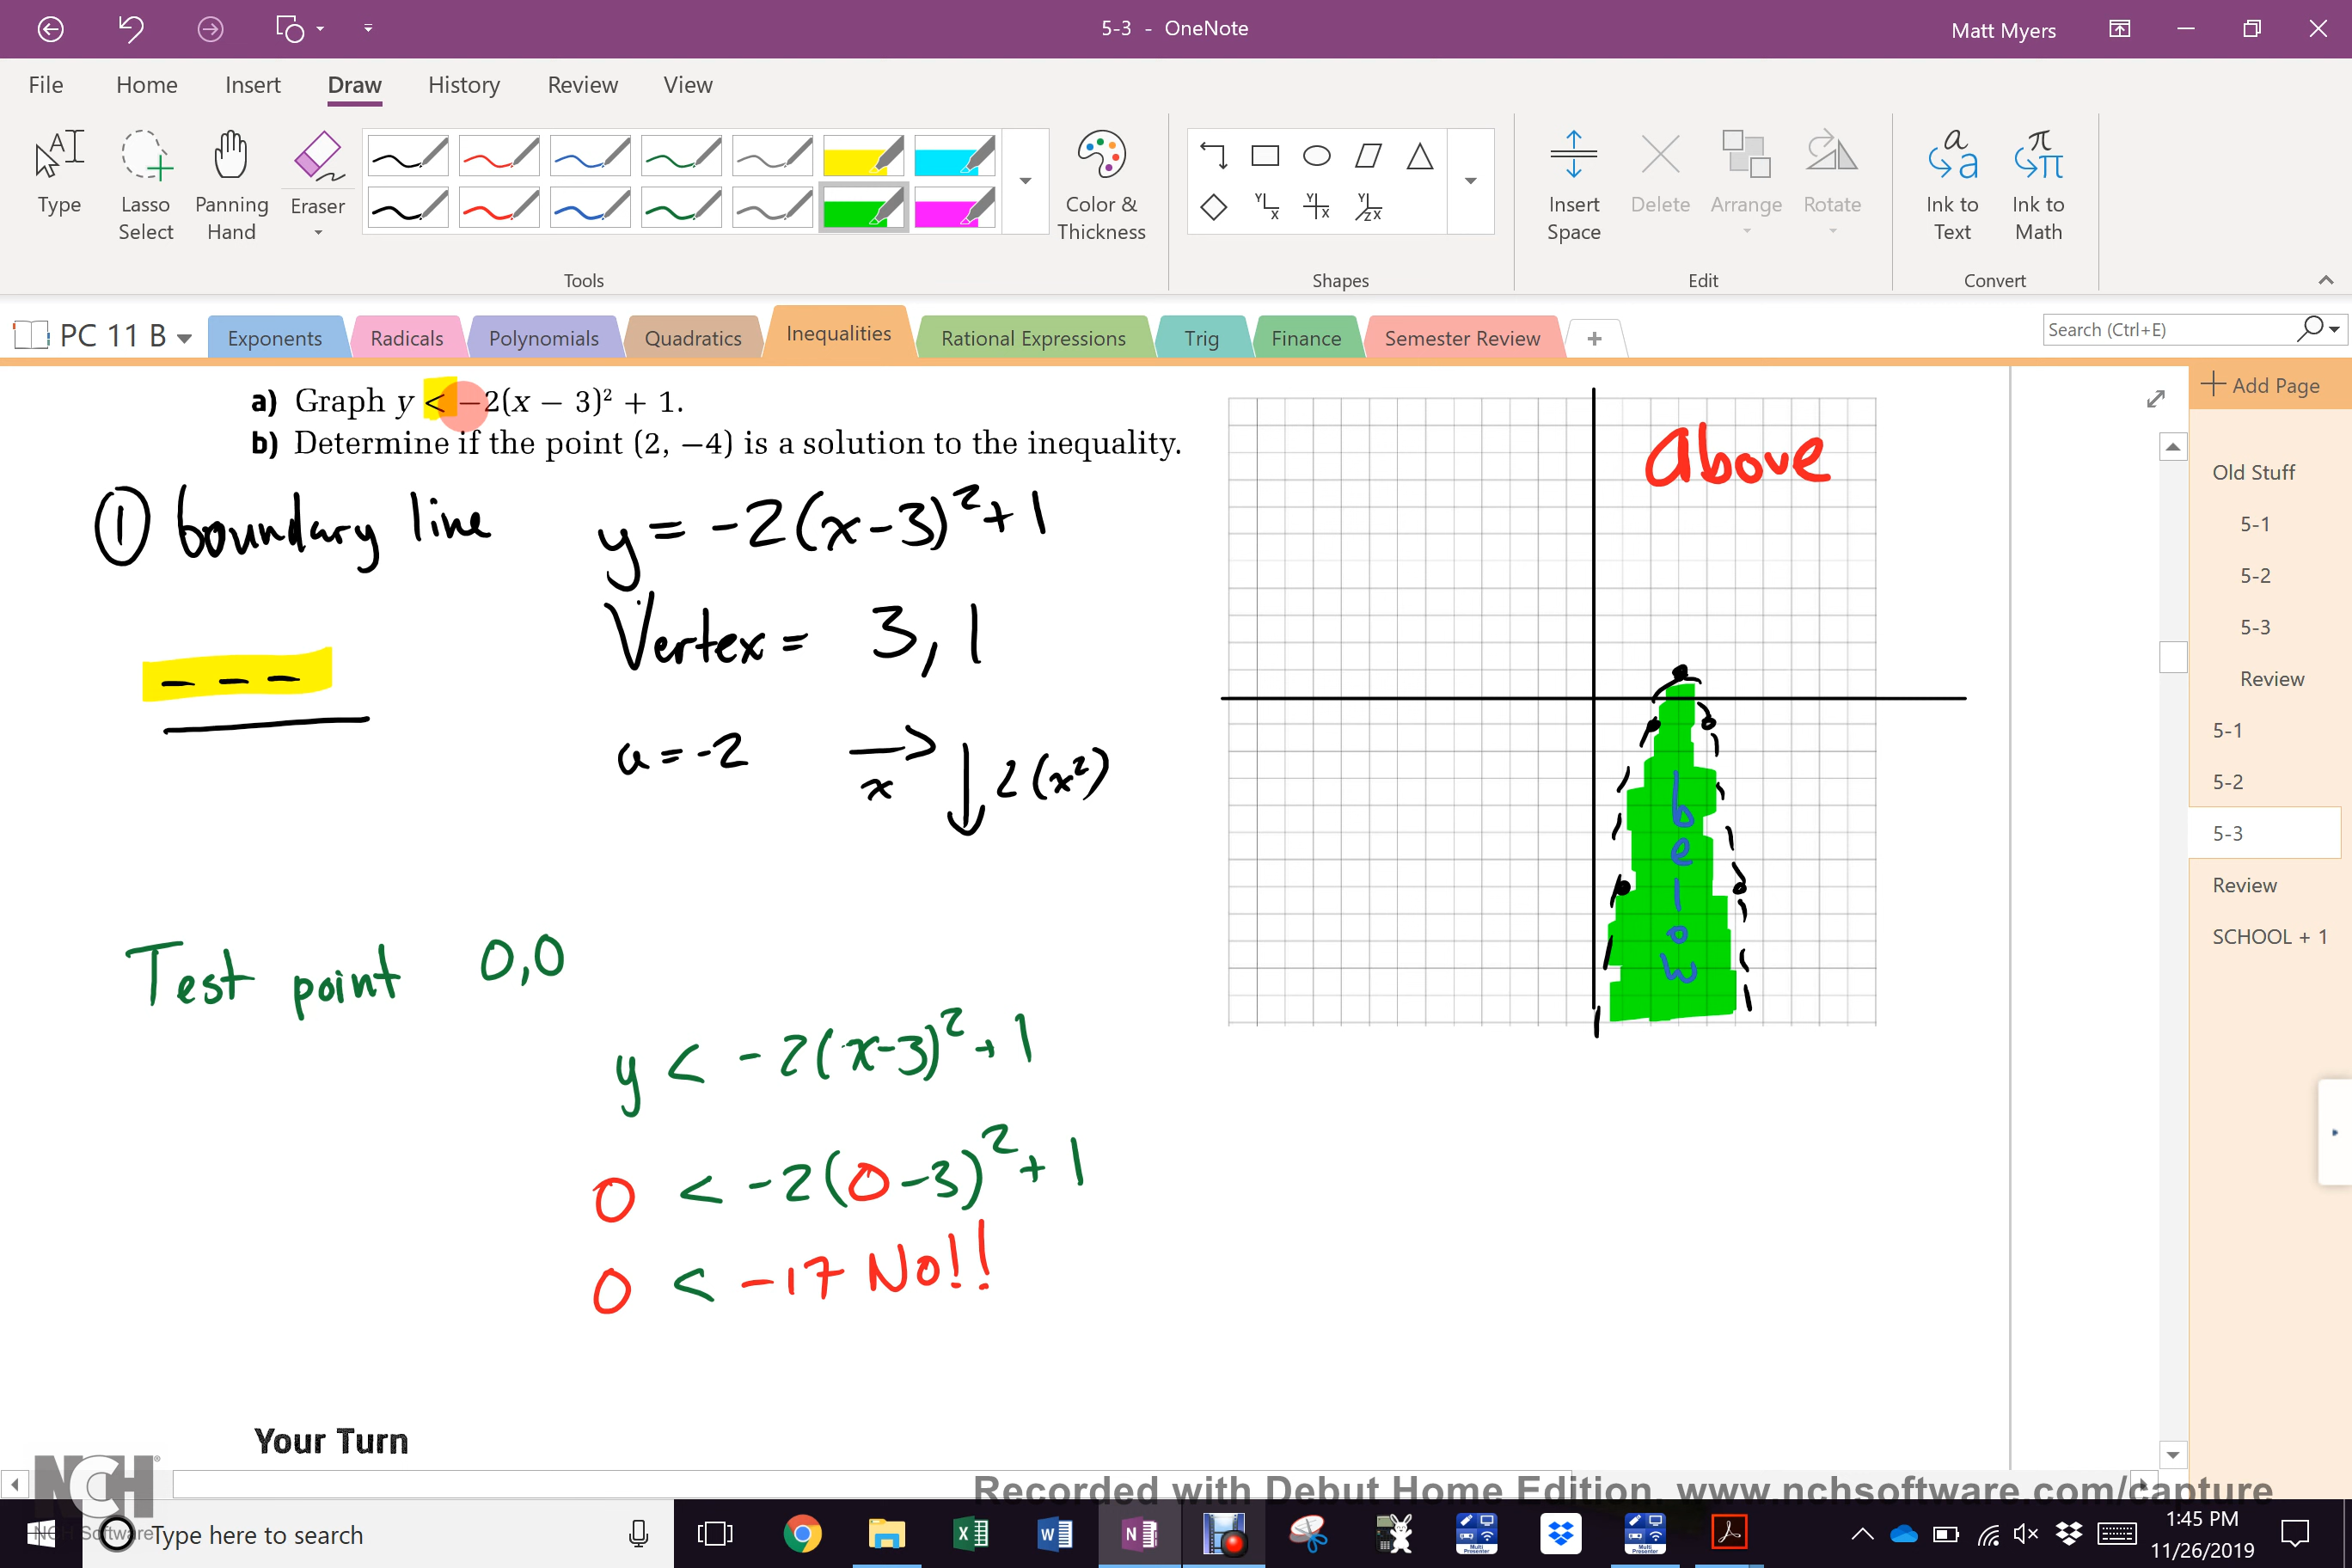 5-3 - OneNote
Matt Myers
File Home Insert Draw History Review View
Type
Lasso Select
Panning Hand
Eraser
Color & Thickness
Insert Space
Delete
Arrange
Rotate
Ink to Text
Ink to Math
Tools
Shapes
Edit
Convert
PC 11 B
Exponents
Radicals
Polynomials
Quadratics
Inequalities
Rational Expressions
Trig
Finance
Semester Review
Search (Ctrl+E)
a) Graph y < −2(x − 3)² + 1.
b) Determine if the point (2, −4) is a solution to the inequality.
① boundary line
y = -2(x-3)²+1
Vertex = 3, 1
a = -2
x
2(x²)
Test point 0,0
y < -2(x-3)²+1
0 < -2(0-3)²+1
0 < -17 No!!
Above
below
Your Turn
Add Page
Old Stuff
5-1
5-2
5-3
Review
5-1
5-2
5-3
Review
SCHOOL + 1
NCH
NCH Software
Recorded with Debut Home Edition. www.nchsoftware.com/capture
Type here to search
1:45 PM
11/26/2019